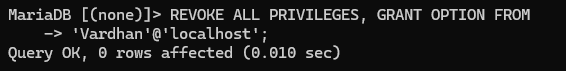 MariaDB [(none)]> REVOKE ALL PRIVILEGES, GRANT OPTION FROM
    -> 'Vardhan'@'localhost';
Query OK, 0 rows affected (0.010 sec)